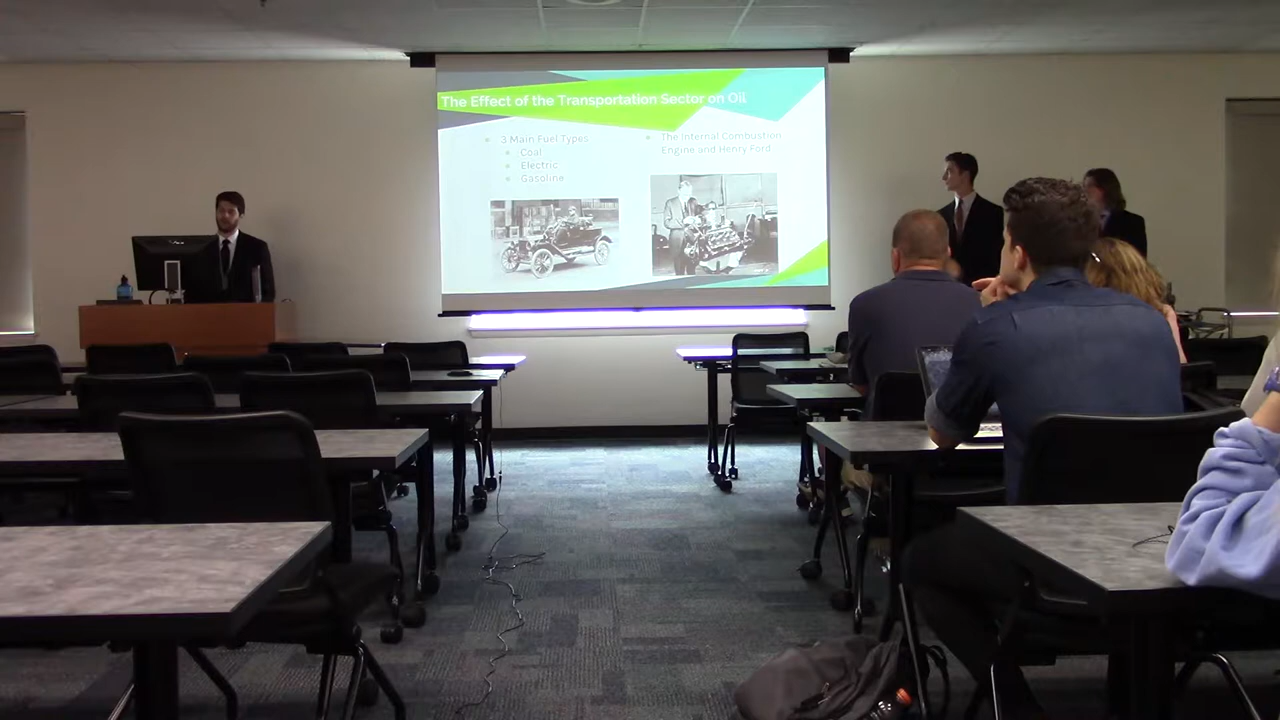 The Effect of the Transportation Sector on Oil
3 Main Fuel Types
Coal
Electric
Gasoline
The Internal Combustion
Engine and Henry Ford